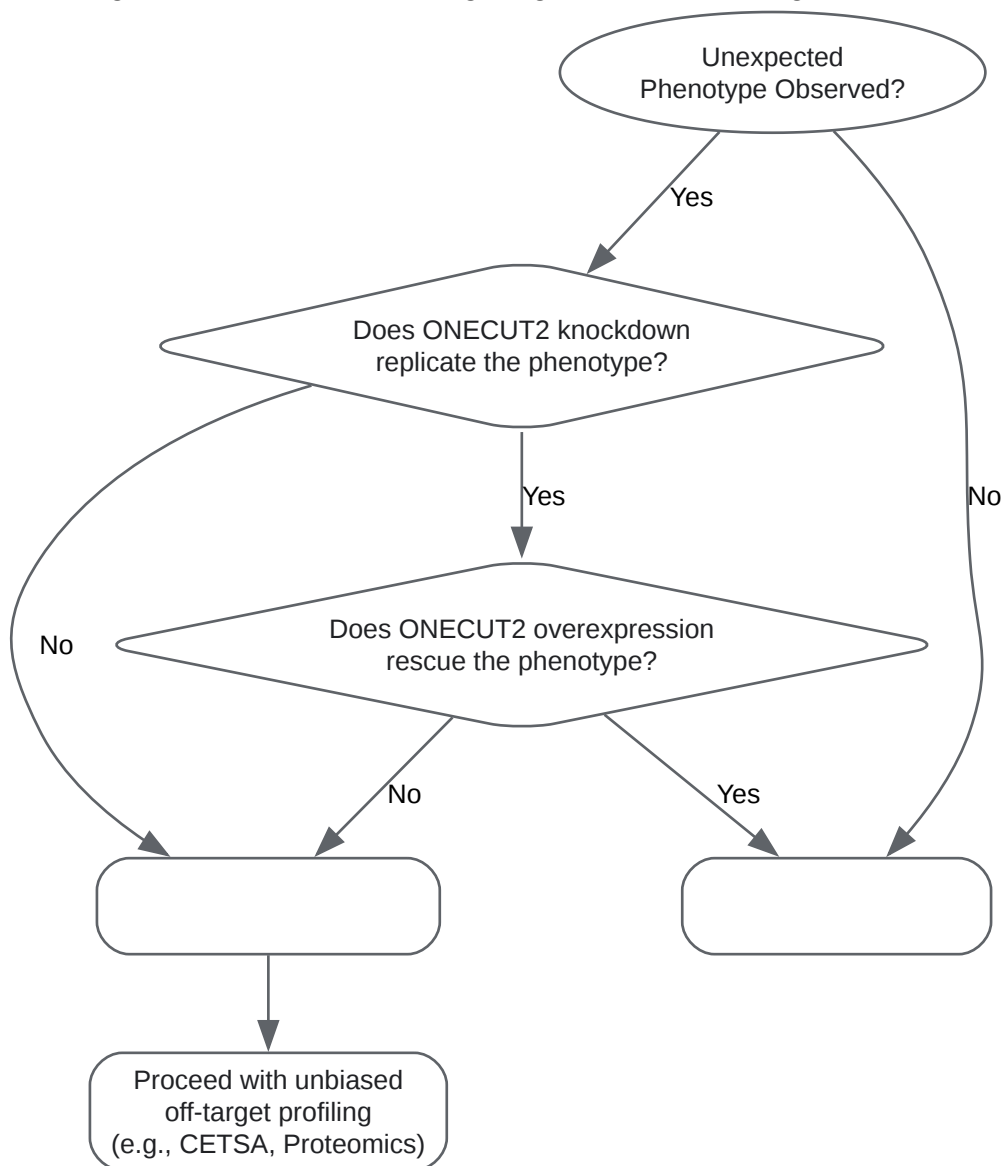 Unexpected
Phenotype Observed?
Yes
Does ONECUT2 knockdown
replicate the phenotype?
Yes
No
Does ONECUT2 overexpression
rescue the phenotype?
No
No
Yes
Proceed with unbiased
off-target profiling
(e.g., CETSA, Proteomics)